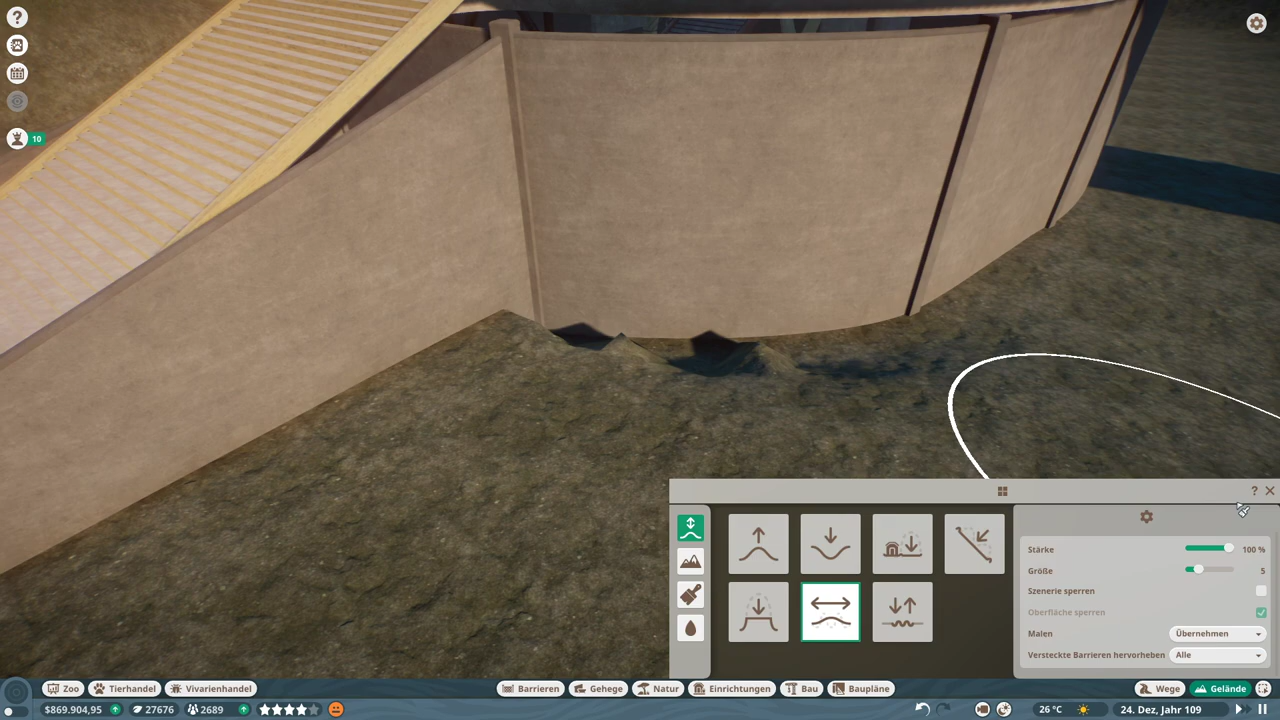 ?
10
?
Stärke 100 %
Größe 5
Szenerie sperren
Oberfläche sperren
Malen Übernehmen
Versteckte Barrieren hervorheben Alle
Zoo Tierhandel Vivarienhandel Barrieren Gehege Natur Einrichtungen Bau Baupläne Wege Gelände
$869.904,95 27676 2689 26 °C 24. Dez, Jahr 109